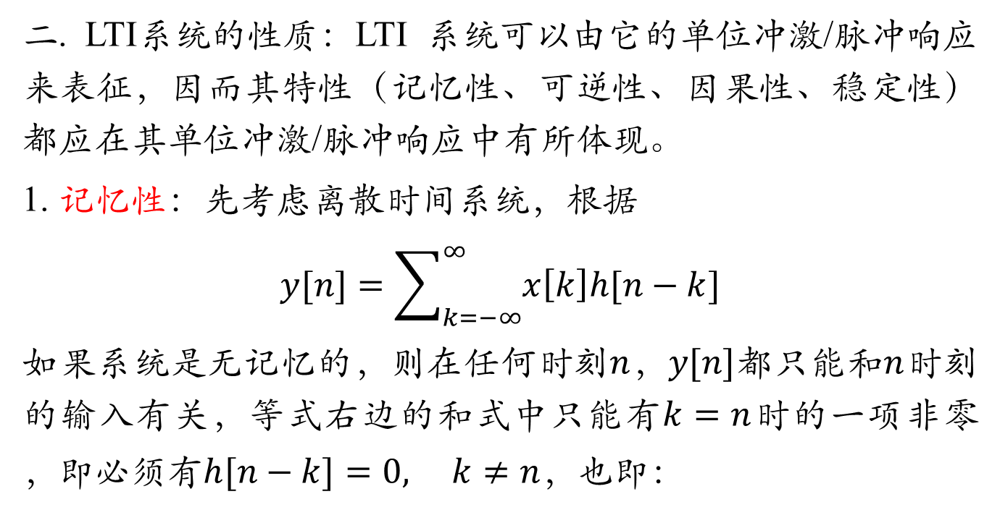 二. LTI系统的性质：LTI 系统可以由它的单位冲激/脉冲响应
来表征，因而其特性（记忆性、可逆性、因果性、稳定性）
都应在其单位冲激/脉冲响应中有所体现。
1. 记忆性：先考虑离散时间系统，根据
y[n] = ∑_{k=−∞}^{∞} x[k]h[n − k]
如果系统是无记忆的，则在任何时刻n，y[n]都只能和n时刻
的输入有关，等式右边的和式中只能有k = n时的一项非零
，即必须有h[n − k] = 0, k ≠ n，也即：